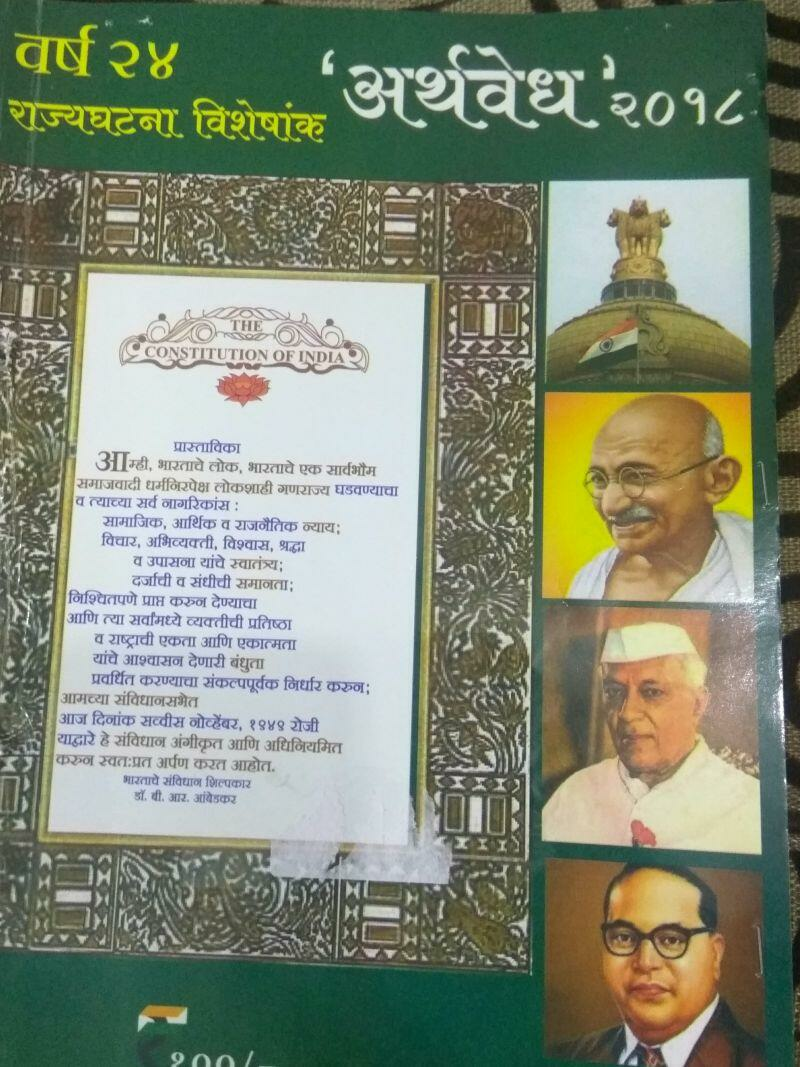 वर्ष २४
'अर्थवेध' २०१८
राज्यघटना विशेषांक
THE
CONSTITUTION OF INDIA
प्रास्ताविका
आम्ही, भारताचे लोक, भारताचे एक सार्वभौम
समाजवादी धर्मनिरपेक्ष लोकशाही गणराज्य घडवण्याचा
व त्याच्या सर्व नागरिकांस :
सामाजिक, आर्थिक व राजनैतिक न्याय;
विचार, अभिव्यक्ती, विश्वास, श्रद्धा
व उपासना यांचे स्वातंत्र्य;
दर्जाची व संधीची समानता;
निश्चितपणे प्राप्त करुन देण्याचा
आणि त्या सर्वांमध्ये व्यक्तीची प्रतिष्ठा
व राष्ट्राची एकता आणि एकात्मता
यांचे आश्वासन देणारी बंधुता
प्रवर्धित करण्याचा संकल्पपूर्वक निर्धार करुन;
आमच्या संविधानसभेत
आज दिनांक सव्वीस नोव्हेंबर, १९४९ रोजी
याद्वारे हे संविधान अंगीकृत आणि अधिनियमित
करुन स्वत:प्रत अर्पण करत आहोत.
भारताचे संविधान शिल्पकार
डॉ. बी. आर. आंबेडकर